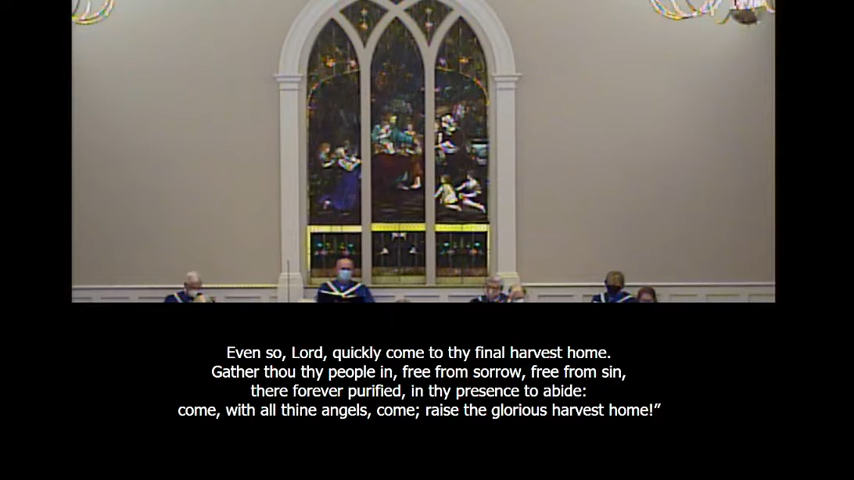 Even so, Lord, quickly come to thy final harvest home.
Gather thou thy people in, free from sorrow, free from sin,
there forever purified, in thy presence to abide:
come, with all thine angels, come; raise the glorious harvest home!”